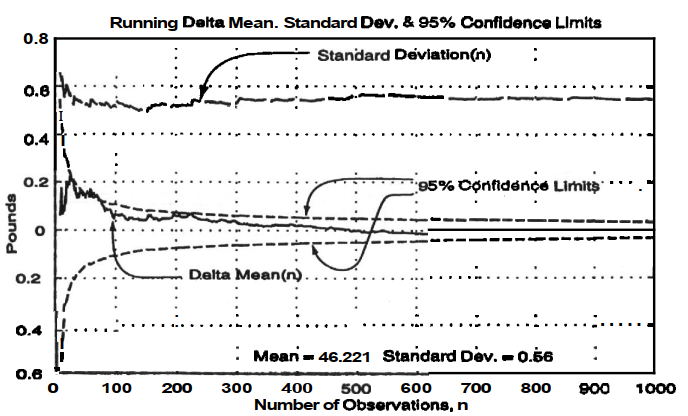 Running Delta Mean. Standard Dev. & 95% Confidence Limits
0.8
Standard Deviation(n)
0.6
0.4
0.2
95% Confidence Limits
Pounds
0
Delta Mean(n)
0.2
0.4
Mean = 46.221 Standard Dev. = 0.56
0.6
0 100 200 300 400 500 600 700 800 900 1000
Number of Observations, n